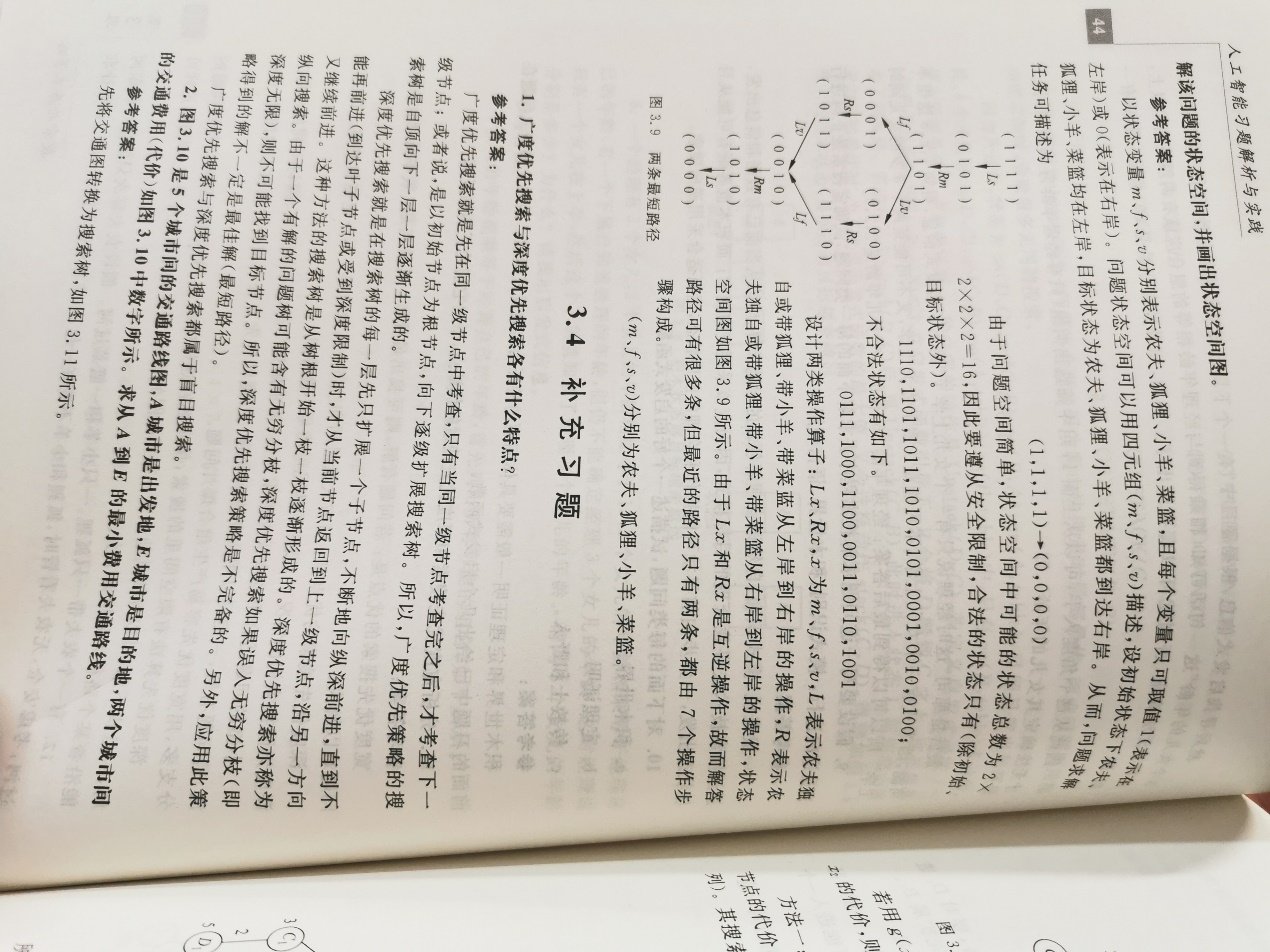 人工智能习题解析与实践
44
解该问题的状态空间,并画出状态空间图。
参考答案:
以状态变量 m、f、s、v 分别表示农夫、狐狸、小羊、菜篮,且每个变量只可取值 1(表示在
左岸)或 0(表示在右岸)。问题状态空间可以用四元组(m、f、s、v)描述,设初始状态下农夫、
狐狸、小羊、菜篮均在左岸,目标状态为农夫、狐狸、小羊、菜篮都到达右岸。从而,问题求解
任务可描述为
(1,1,1,1)→(0,0,0,0)
由于问题空间简单,状态空间中可能的状态总数为 2×
2×2×2=16,因此要遵从安全限制,合法的状态只有(除初始、
目标状态外)。
1110,1101,1011,1010,0101,0001,0010,0100;
不合法状态有如下。
0111,1000,1100,0011,0110,1001
设计两类操作算子:Lx、Rx,x 为 m、f、s、v,L 表示农夫独
自或带狐狸、带小羊、带菜蓝从左岸到右岸的操作,R 表示农
夫独自或带狐狸、带小羊、带菜篮从右岸到左岸的操作,状态
空间图如图 3.9 所示。由于 Lx 和 Rx 是互逆操作,故而解答
路径可有很多条,但最近的路径只有两条,都由 7 个操作步
骤构成。
(m、f、s、v)分别为农夫、狐狸、小羊、菜篮。
(1111)
Ls
(0101)
Rm
(1101)
Lf
Lv
(0001)
(0100)
Rs
Rs
(1011)
(1110)
Lv
Lf
(0010)
Rm
(1010)
Ls
(0000)
图 3.9 两条最短路径
3.4 补充习题
1. 广度优先搜索与深度优先搜索各有什么特点?
参考答案:
广度优先搜索就是先在同一级节点中考查,只有当同一级节点考查完之后,才考查下一
级节点;或者说,是以初始节点为根节点,向下逐级扩展搜索树。所以,广度优先策略的搜
索树是自顶向下一层一层逐渐生成的。
深度优先搜索就是在搜索树的每一层先只扩展一个子节点,不断地向纵深前进,直到不
能再前进(到达叶子节点或受到深度限制)时,才从当前节点返回到上一级节点,沿另一方向
又继续前进。这种方法的搜索树是从树根开始一枝一枝逐渐形成的。深度优先搜索亦称为
纵向搜索。由于一个有解的问题树可能含有无穷分枝,深度优先搜索如果误入无穷分枝(即
深度无限),则不可能找到目标节点。所以,深度优先搜索策略是不完备的。另外,应用此策
略得到的解不一定是最佳解(最短路径)。
广度优先搜索与深度优先搜索都属于盲目搜索。
2. 图 3.10 是 5 个城市间的交通路线图,A 城市是出发地,E 城市是目的地,两个城市间
的交通费用(代价)如图 3.10 中数字所示。求从 A 到 E 的最小费用交通路线。
参考答案:
先将交通图转换为搜索树,如图 3.11 所示。
图 3.
若用 g(
的代价,则
方法一:
节点的代价
列)。其搜索
3
C₁
2
5
D₁